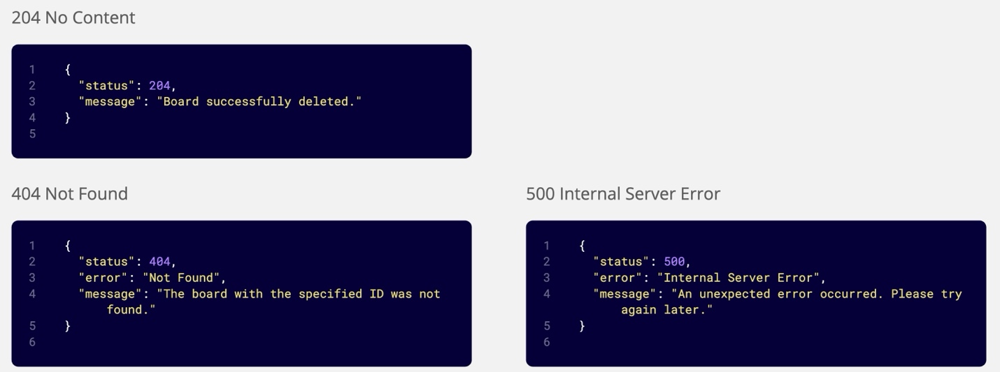 204 No Content
1 {
2 "status": 204,
3 "message": "Board successfully deleted."
4 }
5
404 Not Found
1 {
2 "status": 404,
3 "error": "Not Found",
4 "message": "The board with the specified ID was not
found."
5 }
6
500 Internal Server Error
1 {
2 "status": 500,
3 "error": "Internal Server Error",
4 "message": "An unexpected error occurred. Please try
again later."
5 }
6